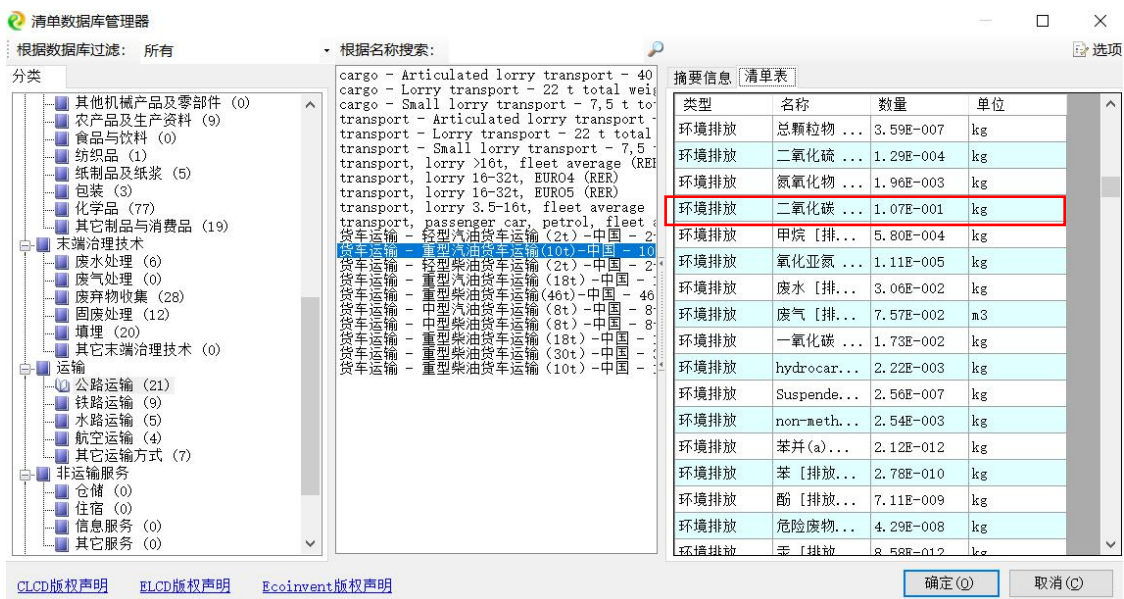 清单数据库管理器
根据数据库过滤： 所有 根据名称搜索： 选项
分类
其他机械产品及零部件 (0)
农产品及生产资料 (9)
食品与饮料 (0)
纺织品 (1)
纸制品及纸浆 (5)
包装 (3)
化学品 (77)
其它制品与消费品 (19)
末端治理技术
废水处理 (6)
废气处理 (0)
废弃物收集 (28)
固废处理 (12)
填埋 (20)
其它末端治理技术 (0)
运输
公路运输 (21)
铁路运输 (9)
水路运输 (5)
航空运输 (4)
其它运输方式 (7)
非运输服务
仓储 (0)
住宿 (0)
信息服务 (0)
其它服务 (0)
cargo - Articulated lorry transport - 40
cargo - Lorry transport - 22 t total
cargo - Small lorry transport - 7,5 t
transport - Articulated lorry transport -
transport - Lorry transport - 22 t total
transport - Small lorry transport - 7,5
transport, lorry >16t, fleet average
transport, lorry 16-32t, EURO4 (RER)
transport, lorry 16-32t, EURO5 (RER)
transport, lorry 3.5-16t, fleet average
transport, passenger car, petrol, fleet
货车运输 - 轻型汽油货车运输 (2t) -中国 - 2
货车运输 - 重型汽油货车运输(10t)-中国 - 10
货车运输 - 轻型柴油货车运输 (2t) -中国 - 2
货车运输 - 重型汽油货车运输 (18t) -中国 -
货车运输 - 重型柴油货车运输(46t)-中国 - 46
货车运输 - 中型汽油货车运输 (8t) -中国 - 8
货车运输 - 中型柴油货车运输 (8t) -中国 - 8
货车运输 - 重型柴油货车运输 (18t) -中国 -
货车运输 - 重型柴油货车运输 (30t) -中国 -
货车运输 - 重型柴油货车运输 (10t) -中国 -
摘要信息 清单表
类型 名称 数量 单位
环境排放 总颗粒物 ... 3.59E-007 kg
环境排放 二氧化硫 ... 1.29E-004 kg
环境排放 氮氧化物 ... 1.96E-003 kg
环境排放 二氧化碳 ... 1.07E-001 kg
环境排放 甲烷 [排... 5.80E-004 kg
环境排放 氧化亚氮 ... 1.11E-005 kg
环境排放 废水 [排... 3.06E-002 kg
环境排放 废气 [排... 7.57E-002 m3
环境排放 一氧化碳 ... 1.73E-002 kg
环境排放 hydrocar... 2.22E-003 kg
环境排放 Suspende... 2.56E-007 kg
环境排放 non-meth... 2.54E-003 kg
环境排放 苯并(a)... 2.12E-012 kg
环境排放 苯 [排放... 2.78E-010 kg
环境排放 酚 [排放... 7.11E-009 kg
环境排放 危险废物... 4.29E-008 kg
环境排放 汞 [排放 8.58E-012 kg
CLCD版权声明 ELCD版权声明 Ecoinvent版权声明 确定(O) 取消(C)